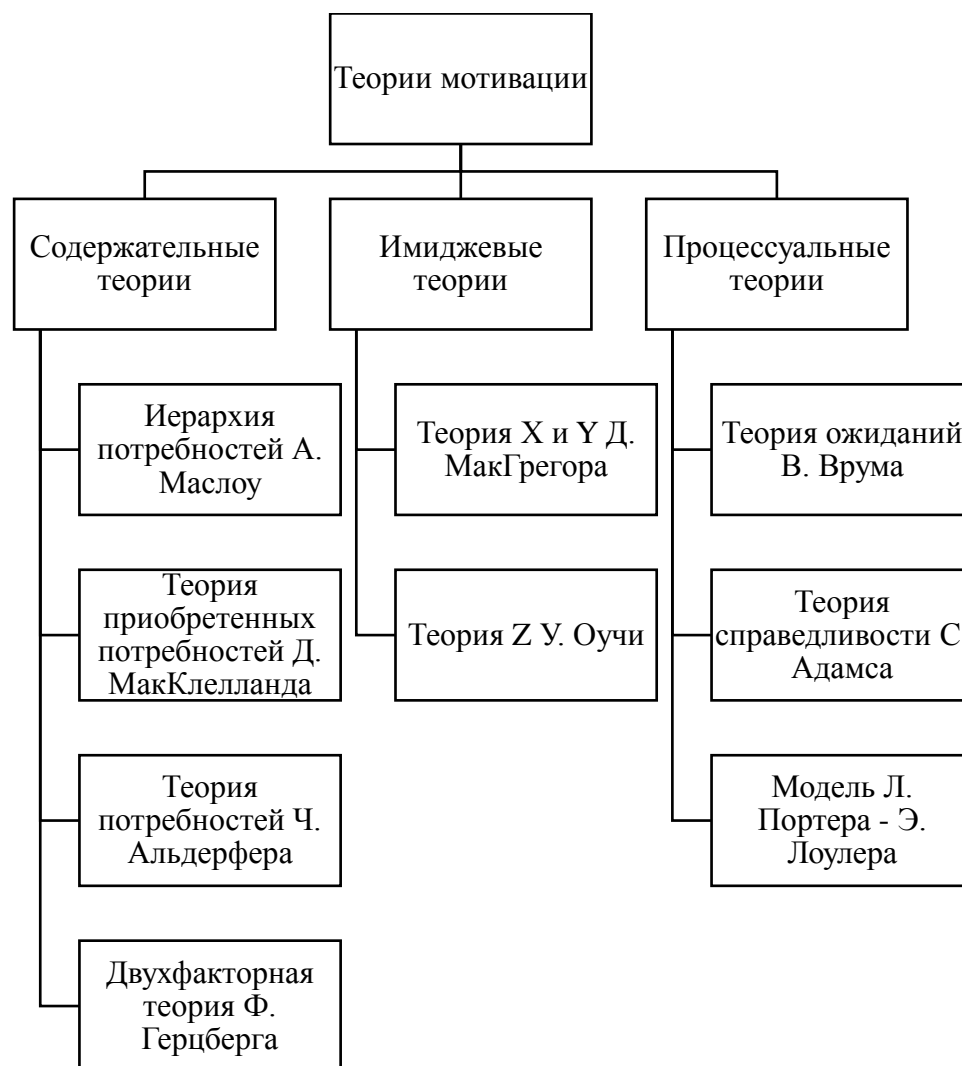 Теории мотивации
Содержательные
теории
Имиджевые
теории
Процессуальные
теории
Иерархия
потребностей А.
Маслоу
Теория
приобретенных
потребностей Д.
МакКлелланда
Теория
потребностей Ч.
Альдерфера
Двухфакторная
теория Ф.
Герцберга
Теория X и Y Д.
МакГрегора
Теория Z У. Оучи
Теория ожиданий
В. Врума
Теория
справедливости С
Адамса
Модель Л.
Портера - Э.
Лоулера